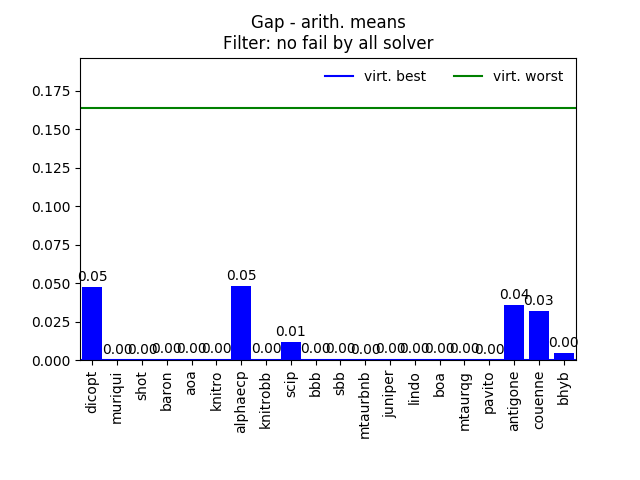 Gap - arith. means
Filter: no fail by all solver
virt. best
virt. worst
0.175
0.150
0.125
0.100
0.075
0.050
0.025
0.000
0.05
0.00
0.00
0.00
0.00
0.00
0.05
0.00
0.01
0.00
0.00
0.00
0.00
0.00
0.00
0.00
0.00
0.04
0.03
0.00
dicopt
muriqui
shot
baron
aoa
knitro
alphaecp
knitrobb
scip
bbb
sbb
mtaurbnb
juniper
lindo
boa
mtaurqg
pavito
antigone
couenne
bhyb